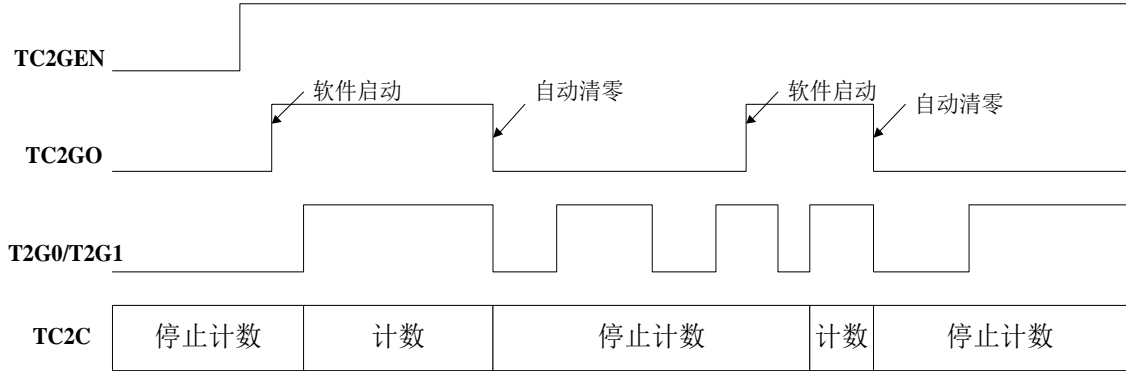 TC2GEN
软件启动 自动清零 软件启动 自动清零
TC2GO
T2G0/T2G1
TC2C 停止计数 计数 停止计数 计数 停止计数